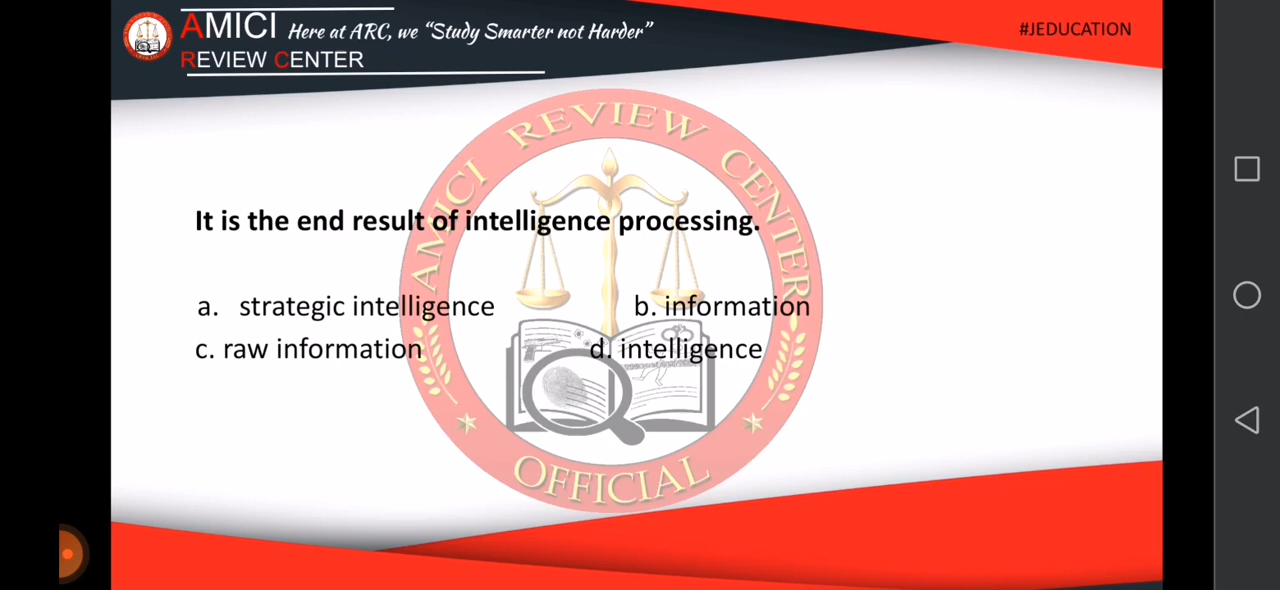 AMICI Here at ARC, we “Study Smarter not Harder”
REVIEW CENTER
#JEDUCATION
AMICI REVIEW CENTER
It is the end result of intelligence processing.
a. strategic intelligence b. information
c. raw information d. intelligence
OFFICIAL